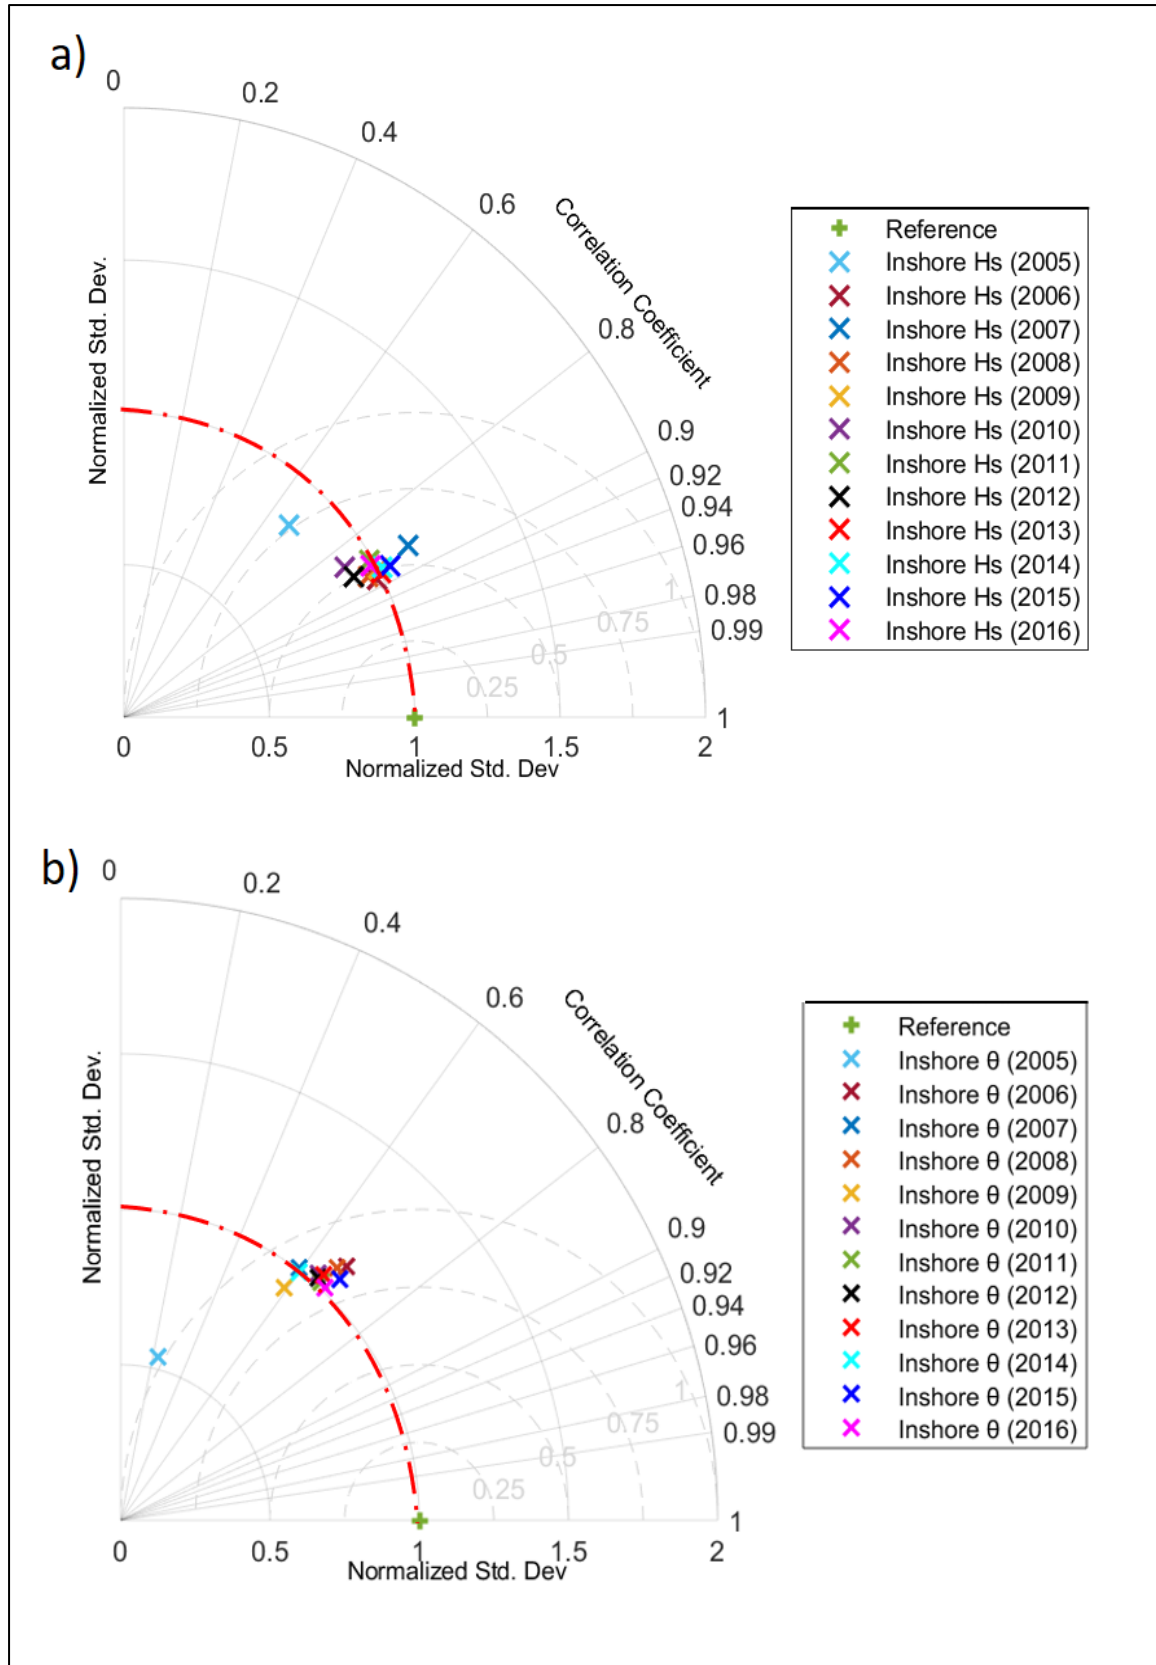 a)
0
0.2
0.4
0.6
Correlation Coefficient
0.8
0.9
0.92
0.94
0.96
0.98
0.99
1
Normalized Std. Dev.
1
0.75
0.5
0.25
0 0.5 1 1.5 2
Normalized Std. Dev
Reference
Inshore Hs (2005)
Inshore Hs (2006)
Inshore Hs (2007)
Inshore Hs (2008)
Inshore Hs (2009)
Inshore Hs (2010)
Inshore Hs (2011)
Inshore Hs (2012)
Inshore Hs (2013)
Inshore Hs (2014)
Inshore Hs (2015)
Inshore Hs (2016)
b)
0
0.2
0.4
0.6
Correlation Coefficient
0.8
0.9
0.92
0.94
0.96
0.98
0.99
1
Normalized Std. Dev.
1
0.75
0.5
0.25
0 0.5 1 1.5 2
Normalized Std. Dev
Reference
Inshore θ (2005)
Inshore θ (2006)
Inshore θ (2007)
Inshore θ (2008)
Inshore θ (2009)
Inshore θ (2010)
Inshore θ (2011)
Inshore θ (2012)
Inshore θ (2013)
Inshore θ (2014)
Inshore θ (2015)
Inshore θ (2016)